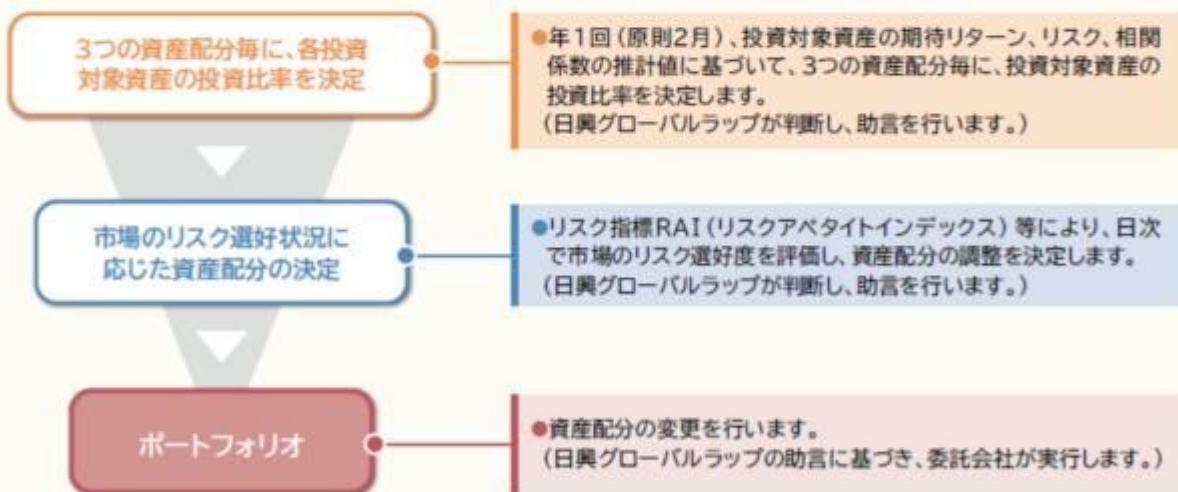 3つの資産配分毎に、各投資
対象資産の投資比率を決定
●年1回(原則2月)、投資対象資産の期待リターン、リスク、相関
係数の推計値に基づいて、3つの資産配分毎に、投資対象資産の
投資比率を決定します。
(日興グローバルラップが判断し、助言を行います。)
市場のリスク選好状況に
応じた資産配分の決定
●リスク指標RAI(リスクアペタイトインデックス)等により、日次
で市場のリスク選好度を評価し、資産配分の調整を決定します。
(日興グローバルラップが判断し、助言を行います。)
ポートフォリオ
●資産配分の変更を行います。
(日興グローバルラップの助言に基づき、委託会社が実行します。)